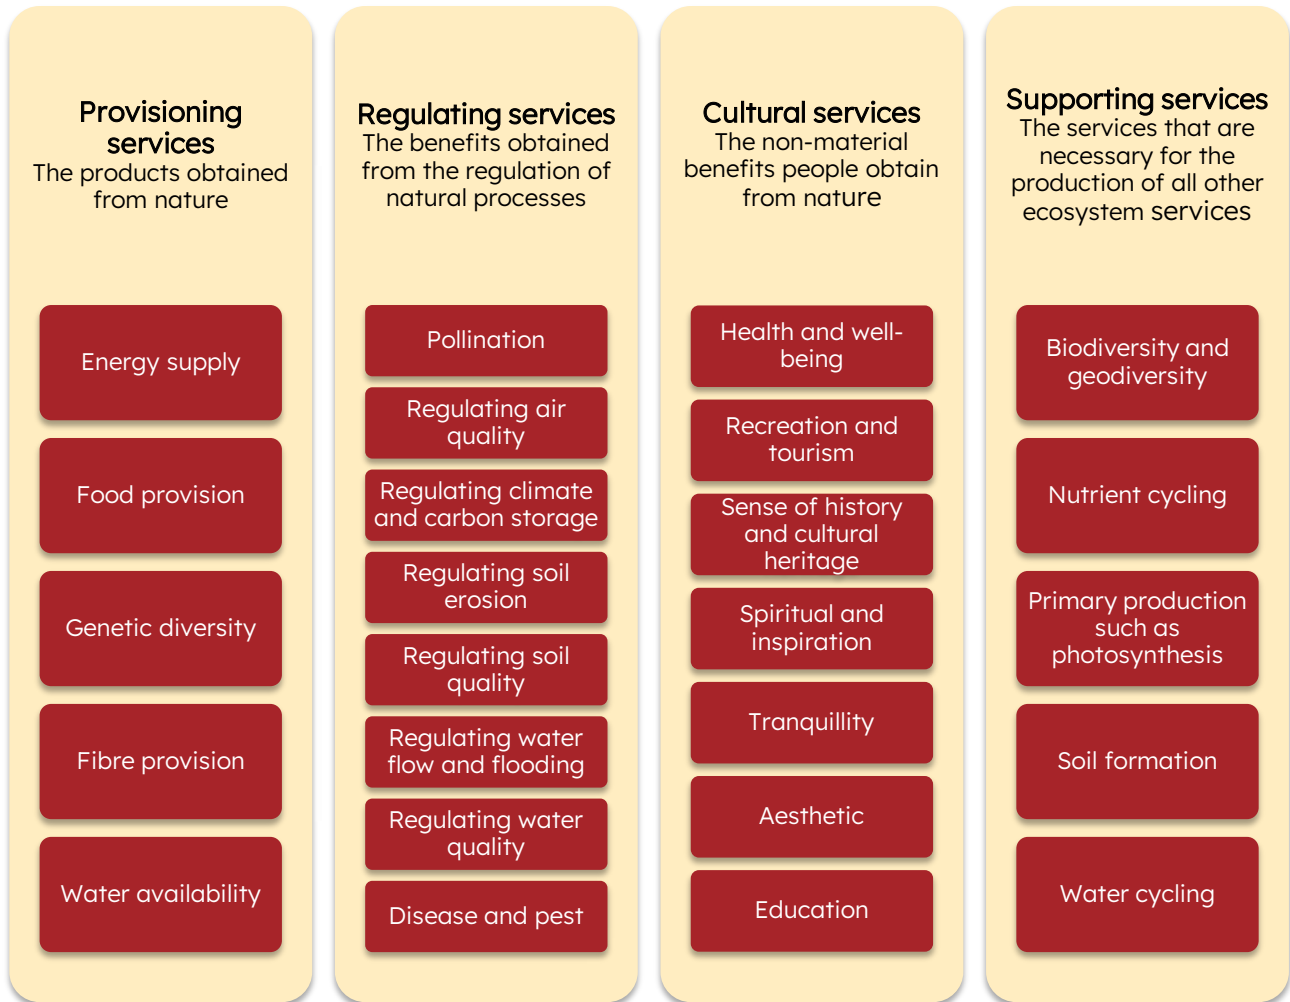 Provisioning
services
The products obtained
from nature
Energy supply
Food provision
Genetic diversity
Fibre provision
Water availability
Regulating services
The benefits obtained
from the regulation of
natural processes
Pollination
Regulating air
quality
Regulating climate
and carbon storage
Regulating soil
erosion
Regulating soil
quality
Regulating water
flow and flooding
Regulating water
quality
Disease and pest
Cultural services
The non-material
benefits people obtain
from nature
Health and well-
being
Recreation and
tourism
Sense of history
and cultural
heritage
Spiritual and
inspiration
Tranquillity
Aesthetic
Education
Supporting services
The services that are
necessary for the
production of all other
ecosystem services
Biodiversity and
geodiversity
Nutrient cycling
Primary production
such as
photosynthesis
Soil formation
Water cycling